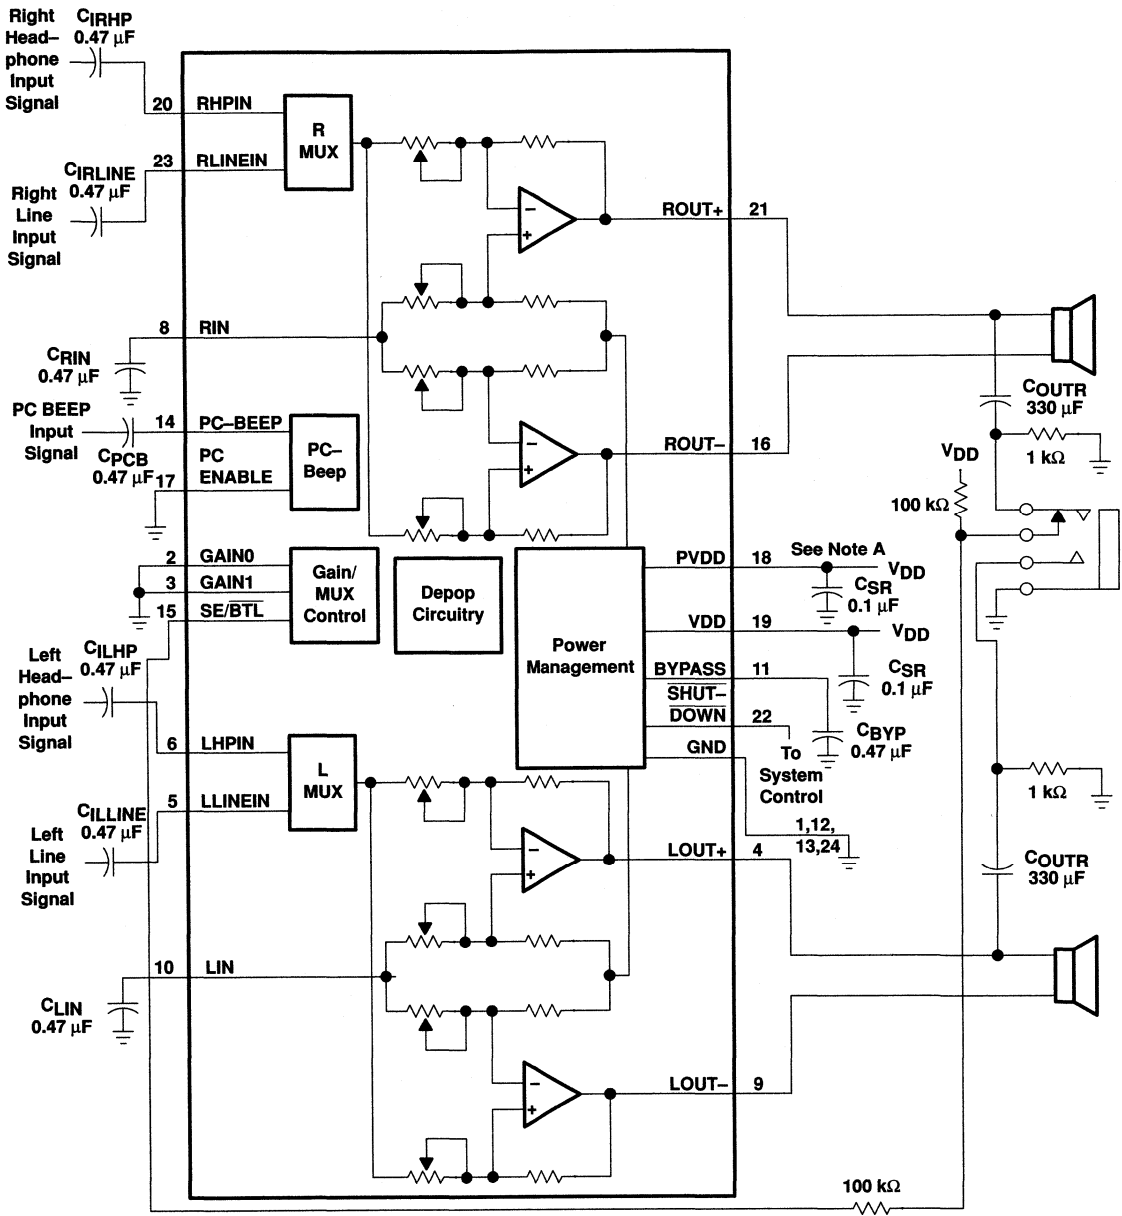 Right
Head–
phone
Input
Signal
CIRHP
0.47 µF
20
RHPIN
R
MUX
23
RLINEIN
CIRLINE
0.47 µF
Right
Line
Input
Signal
–
+
ROUT+
21
8
RIN
CRIN
0.47 µF
PC BEEP
Input
Signal
14
PC–BEEP
CPCB
0.47 µF
17
PC
ENABLE
PC–
Beep
–
+
ROUT–
16
COUTR
330 µF
1 kΩ
VDD
100 kΩ
2
GAIN0
3
GAIN1
15
SE/BTL
Gain/
MUX
Control
Depop
Circuitry
Power
Management
PVDD
18
See Note A
VDD
CSR
0.1 µF
VDD
19
VDD
CSR
0.1 µF
BYPASS
11
SHUT–
DOWN
22
CBYP
0.47 µF
GND
To
System
Control
1,12,
13,24
Left
Head–
phone
Input
Signal
CILHP
0.47 µF
6
LHPIN
L
MUX
5
LLINEIN
CILLINE
0.47 µF
Left
Line
Input
Signal
–
+
LOUT+
4
1 kΩ
COUTR
330 µF
10
LIN
CLIN
0.47 µF
–
+
LOUT–
9
100 kΩ